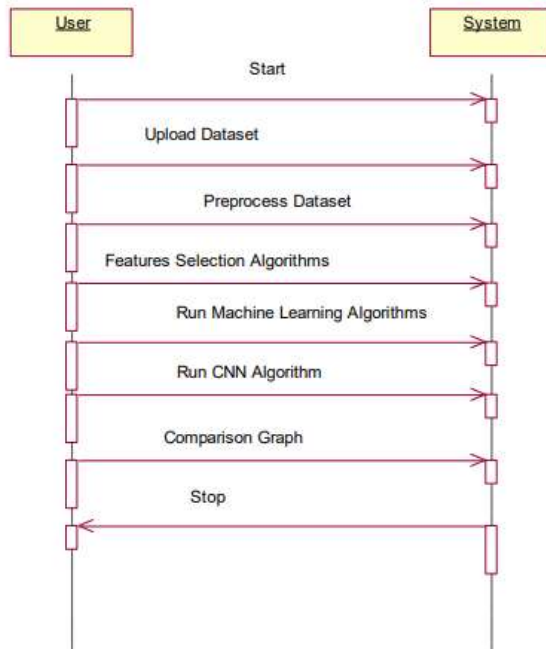 User
System
Start
Upload Dataset
Preprocess Dataset
Features Selection Algorithms
Run Machine Learning Algorithms
Run CNN Algorithm
Comparison Graph
Stop